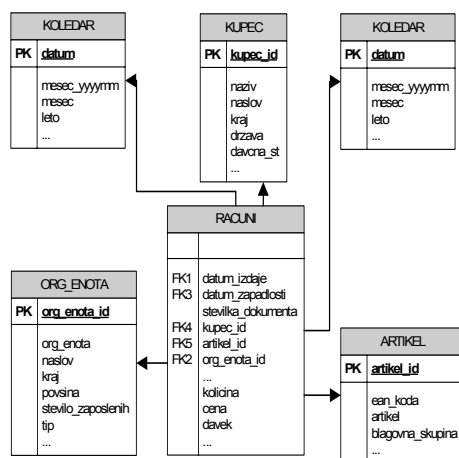 KOLEDAR
PK datum
mesec_yyyymm
mesec
leto
...
KUPEC
PK kupec_id
naziv
naslov
kraj
drzava
davcna_st
...
KOLEDAR
PK datum
mesec_yyyymm
mesec
leto
...
RACUNI
FK1 datum_izdaje
FK3 datum_zapadlosti
stevilka_dokumenta
FK4 kupec_id
FK5 artikel_id
FK2 org_enota_id
...
kolicina
cena
davek
...
ORG_ENOTA
PK org_enota_id
org_enota
naslov
kraj
povsina
stevilo_zaposlenih
tip
...
ARTIKEL
PK artikel_id
ean_koda
artikel
blagovna_skupina
...